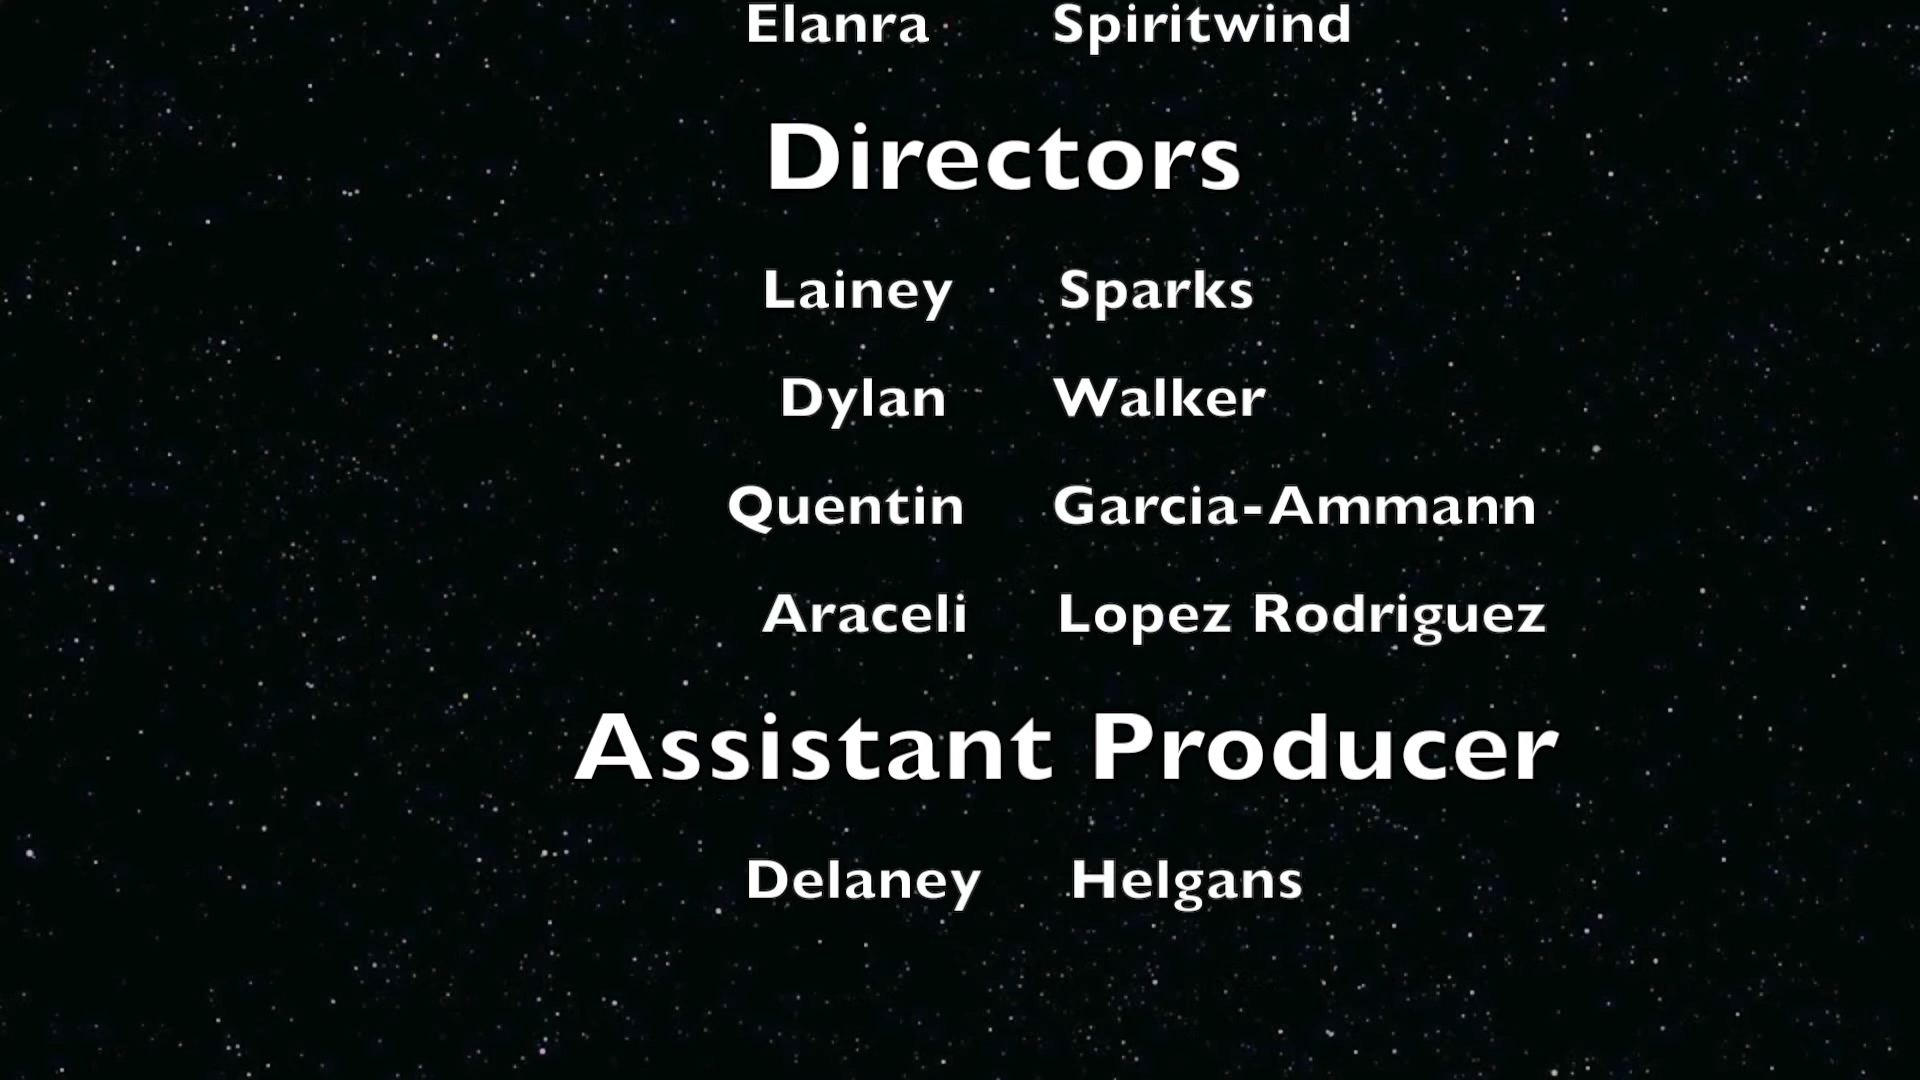 Elanra Spiritwind
Directors
Lainey Sparks
Dylan Walker
Quentin Garcia-Ammann
Araceli Lopez Rodriguez
Assistant Producer
Delaney Helgans